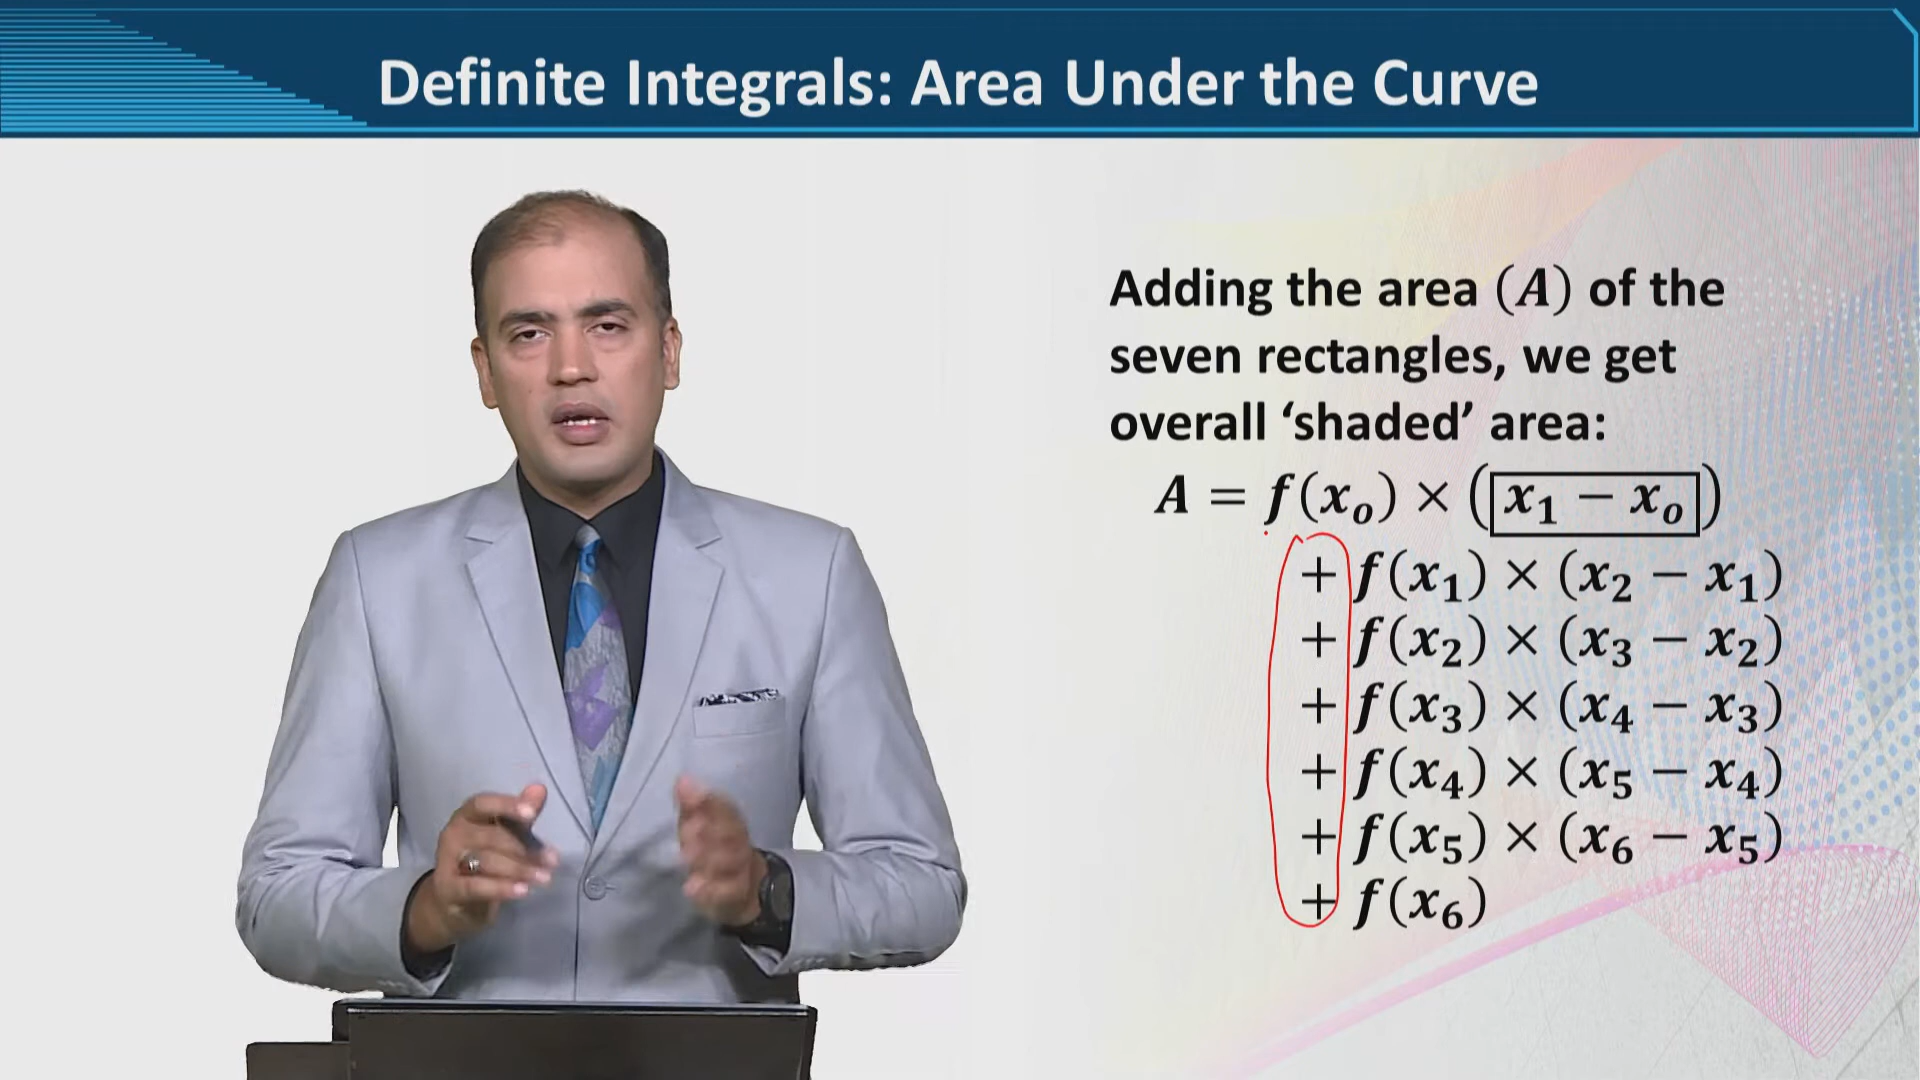 Definite Integrals: Area Under the Curve
Adding the area (A) of the
seven rectangles, we get
overall ‘shaded’ area:
A = f(xₒ) × (x₁ − xₒ)
+ f(x₁) × (x₂ − x₁)
+ f(x₂) × (x₃ − x₂)
+ f(x₃) × (x₄ − x₃)
+ f(x₄) × (x₅ − x₄)
+ f(x₅) × (x₆ − x₅)
+ f(x₆)